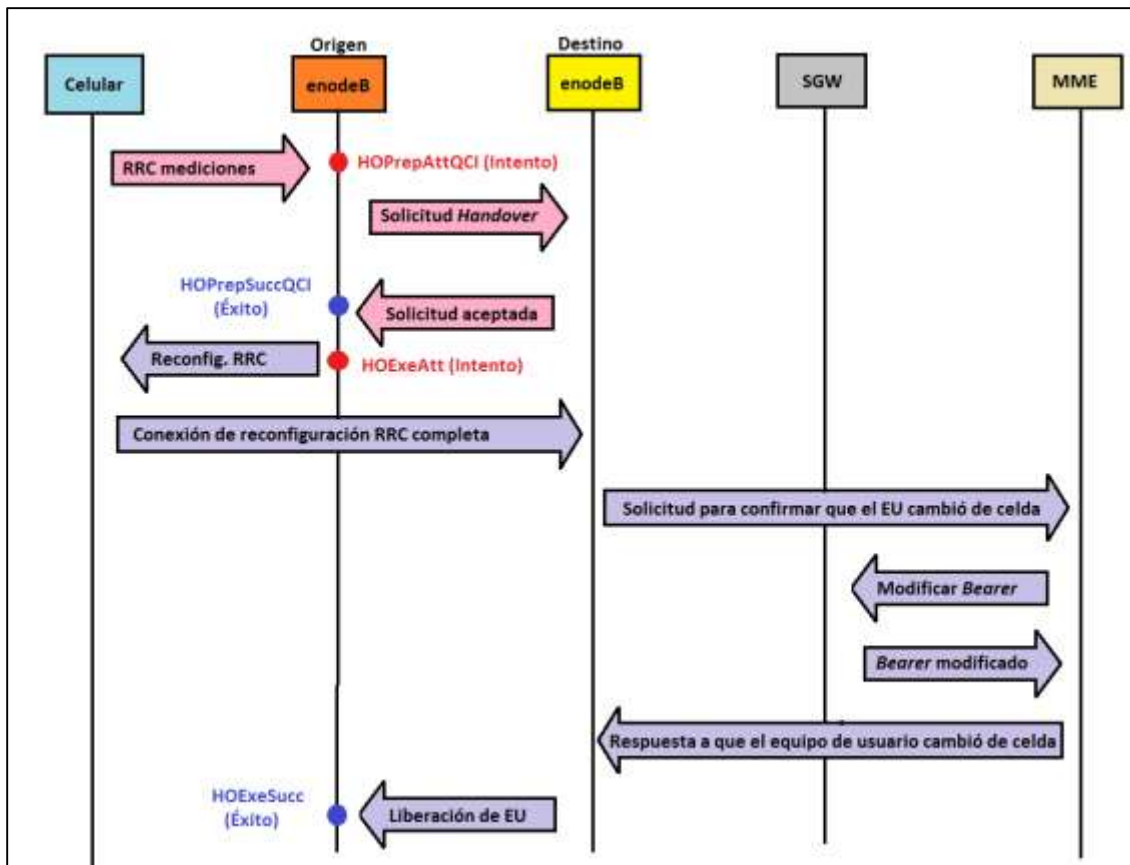 Origen
Destino
Celular
enodeB
enodeB
SGW
MME
RRC mediciones
HOPrepAttQCI (Intento)
Solicitud Handover
HOPrepSuccQCI
(Éxito)
Solicitud aceptada
Reconfig. RRC
HOExeAtt (Intento)
Conexión de reconfiguración RRC completa
Solicitud para confirmar que el EU cambió de celda
Modificar Bearer
Bearer modificado
Respuesta a que el equipo de usuario cambió de celda
HOExeSucc
(Éxito)
Liberación de EU